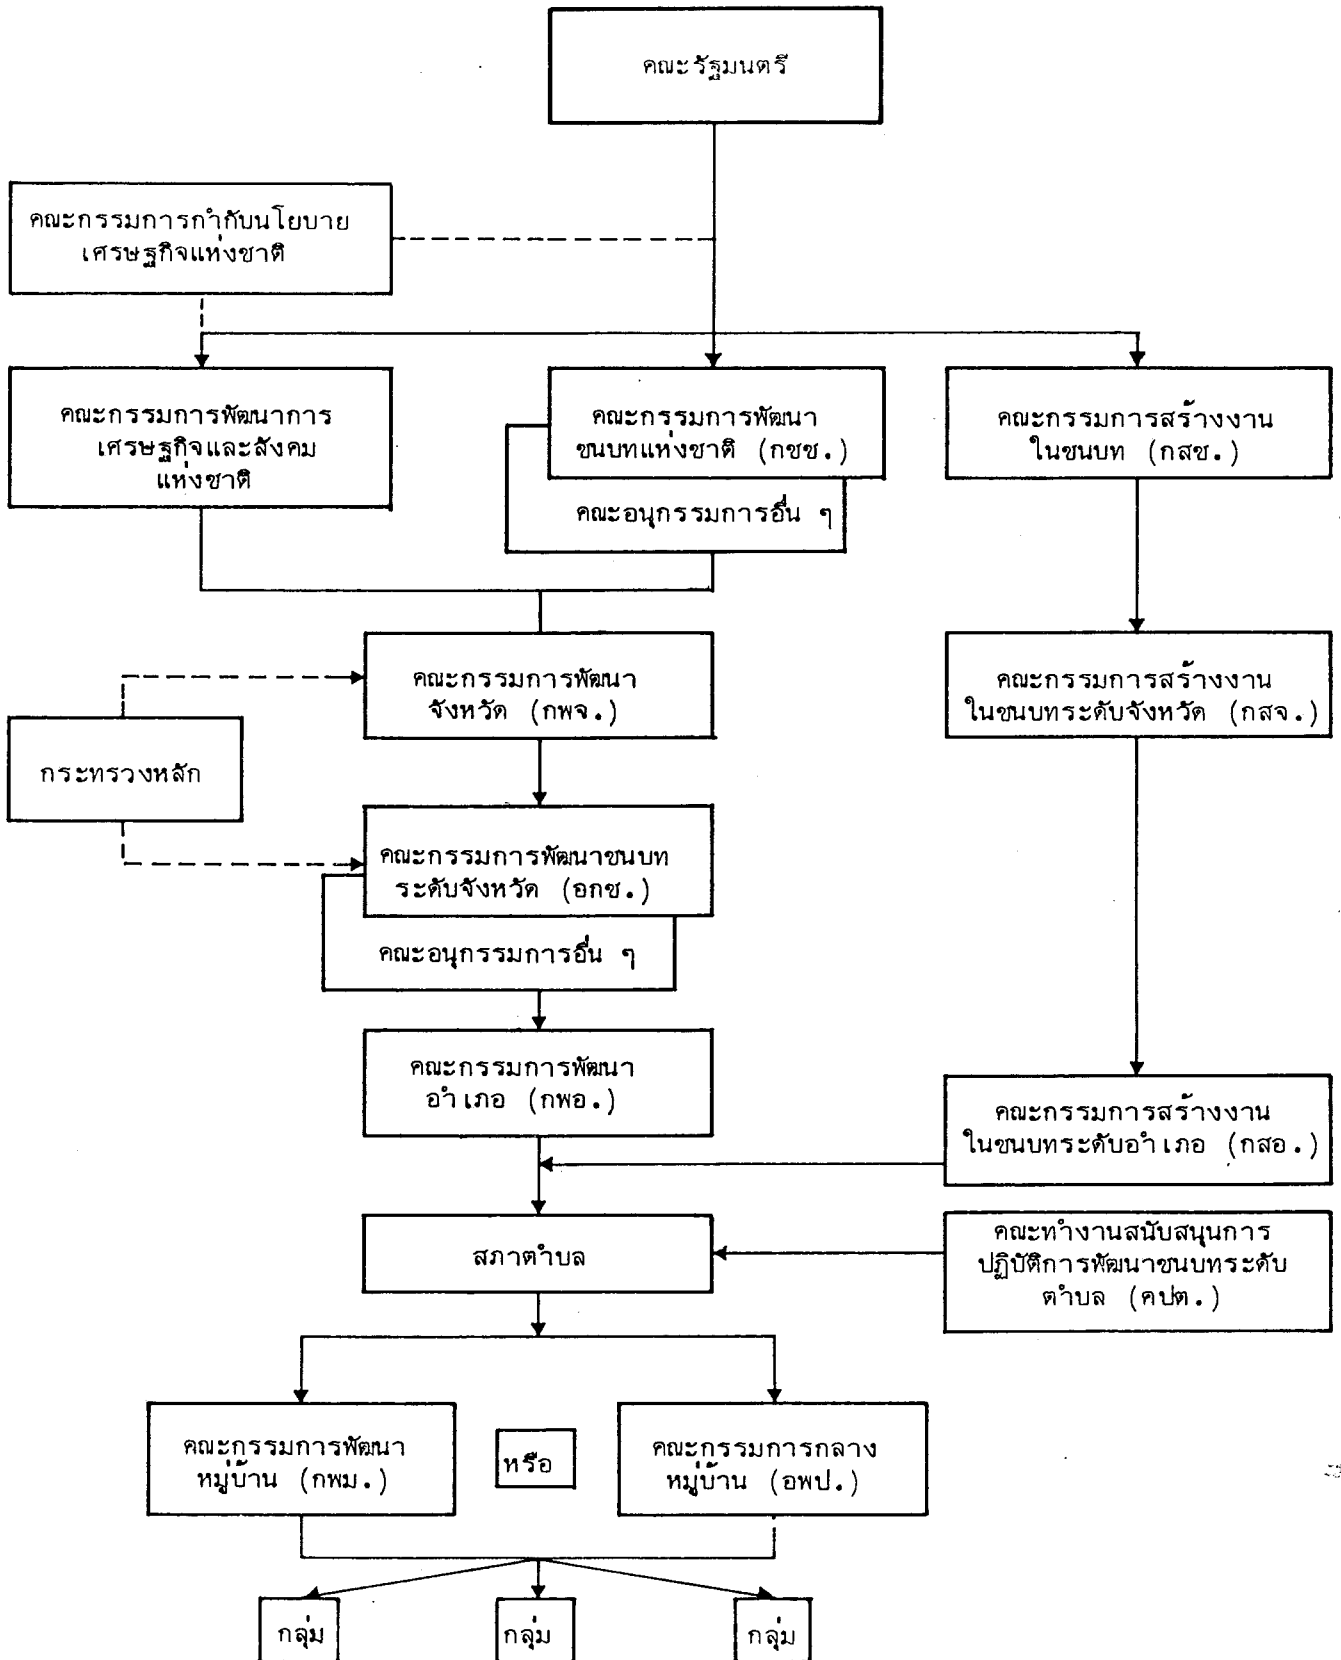 คณะรัฐมนตรี
คณะกรรมการกำกับนโยบาย
เศรษฐกิจแห่งชาติ
คณะกรรมการพัฒนาการ
เศรษฐกิจและสังคม
แห่งชาติ
คณะกรรมการพัฒนา
ชนบทแห่งชาติ (กชช.)
คณะอนุกรรมการอื่น ๆ
คณะกรรมการสร้างงาน
ในชนบท (กสช.)
คณะกรรมการพัฒนา
จังหวัด (กพจ.)
คณะกรรมการสร้างงาน
ในชนบทระดับจังหวัด (กสจ.)
กระทรวงหลัก
คณะกรรมการพัฒนาชนบท
ระดับจังหวัด (อกช.)
คณะอนุกรรมการอื่น ๆ
คณะกรรมการพัฒนา
อำเภอ (กพอ.)
คณะกรรมการสร้างงาน
ในชนบทระดับอำเภอ (กสอ.)
สภาตำบล
คณะทำงานสนับสนุนการ
ปฏิบัติการพัฒนาชนบทระดับ
ตำบล (คปต.)
คณะกรรมการพัฒนา
หมู่บ้าน (กพม.)
หรือ
คณะกรรมการกลาง
หมู่บ้าน (อพป.)
กลุ่ม
กลุ่ม
กลุ่ม